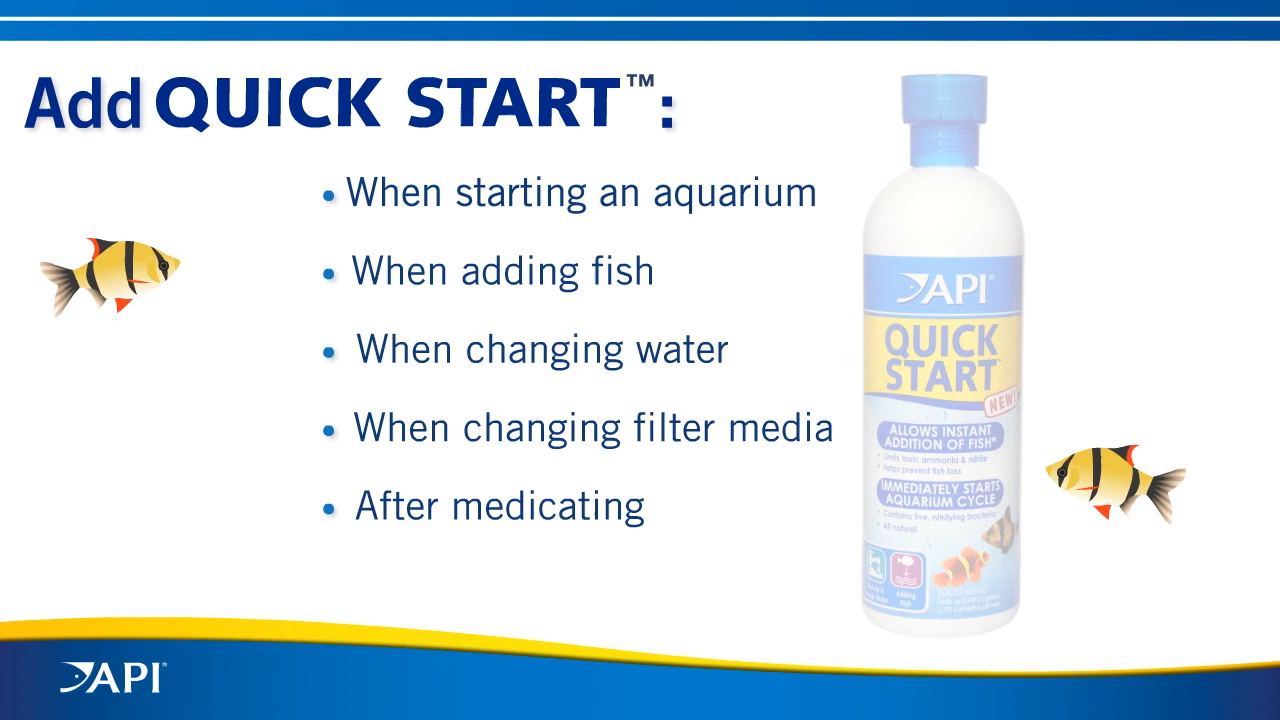 Add QUICK START™:
• When starting an aquarium
• When adding fish
• When changing water
• When changing filter media
• After medicating
API®
QUICK
START™
NEW!
ALLOWS INSTANT
ADDITION OF FISH*
• Limits toxic ammonia & nitrite
• Helps prevent fish loss
IMMEDIATELY STARTS
AQUARIUM CYCLE
• Contains live, nitrifying bacteria
• All natural
Adding
Fish
API®